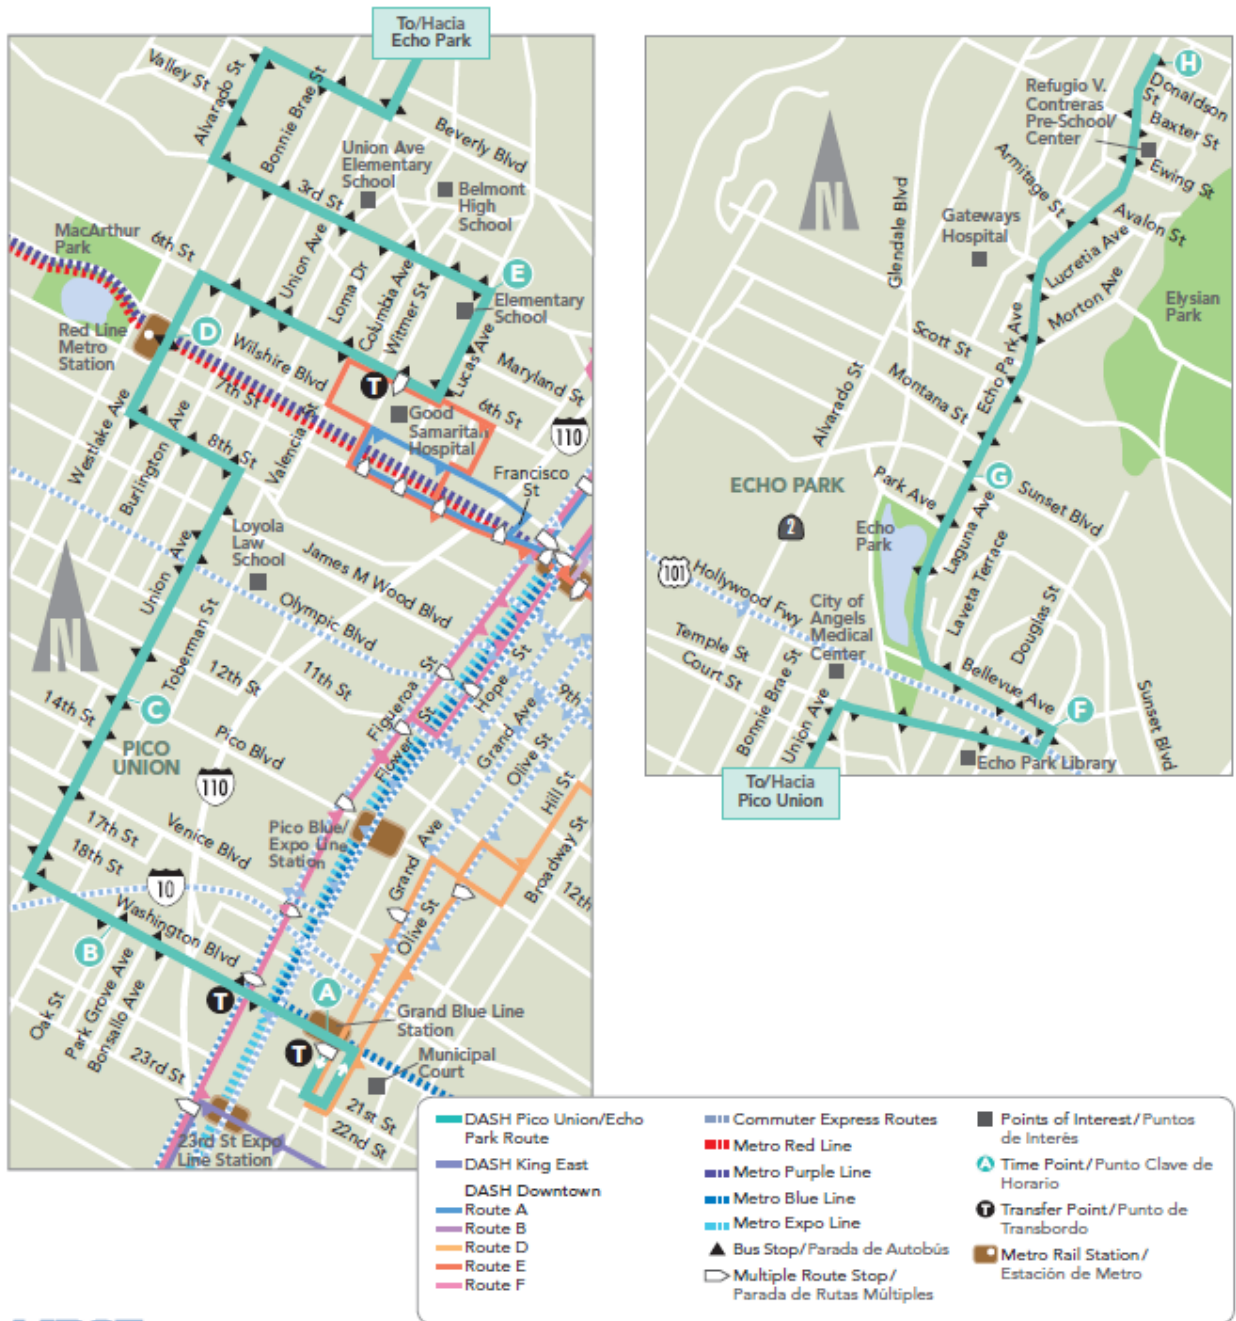 To/Hacia
Echo Park
Valley St
Alvarado St
Bonnie Brae St
Beverly Blvd
Union Ave
Elementary
School
Belmont
High
School
3rd St
MacArthur
Park
6th St
Union Ave
Loma Dr
Columbia Ave
Witmer St
E
Elementary
School
Lucas Ave
Maryland St
Red Line
Metro
Station
D
Wilshire Blvd
7th St
T
6th St
Good
Samaritan
Hospital
110
Westlake Ave
Burlington Ave
8th St
Valencia St
Francisco
St
Loyola
Law
School
James M Wood Blvd
Union Ave
Olympic Blvd
N
Toberman St
12th St
11th St
Figueroa St
Hope St
9th
14th St
C
PICO
UNION
Pico Blvd
Flower St
Grand Ave
Olive St
110
Hill St
17th St
18th St
Venice Blvd
Pico Blue/
Expo Line
Station
Grand Ave
Broadway St
12th
10
Washington Blvd
Olive St
B
A
T
Oak St
Park Grove Ave
Bonsallo Ave
Grand Blue Line
Station
T
Municipal
Court
23rd St
21st St
22nd St
23rd St Expo
Line Station
H
Donaldson
St
Refugio V.
Contreras
Pre-School/
Center
Baxter St
Ewing St
Armitage St
Avalon St
N
Glendale Blvd
Gateways
Hospital
Lucretia Ave
Morton Ave
Elysian
Park
Scott St
Echo Park Ave
Montana St
Alvarado St
G
ECHO PARK
Park Ave
Sunset Blvd
2
Echo
Park
Laguna Ave
Laveta Terrace
101
Hollywood Fwy
City of
Angels
Medical
Center
Douglas St
Temple St
Court St
Bonnie Brae St
Union Ave
Bellevue Ave
F
Sunset Blvd
Echo Park Library
To/Hacia
Pico Union
DASH Pico Union/Echo
Park Route
DASH King East
DASH Downtown
Route A
Route B
Route D
Route E
Route F
Commuter Express Routes
Metro Red Line
Metro Purple Line
Metro Blue Line
Metro Expo Line
Bus Stop/Parada de Autobús
Multiple Route Stop/
Parada de Rutas Múltiples
Points of Interest/Puntos
de Interès
A Time Point/Punto Clave de
Horario
T Transfer Point/Punto de
Transbordo
Metro Rail Station/
Estación de Metro